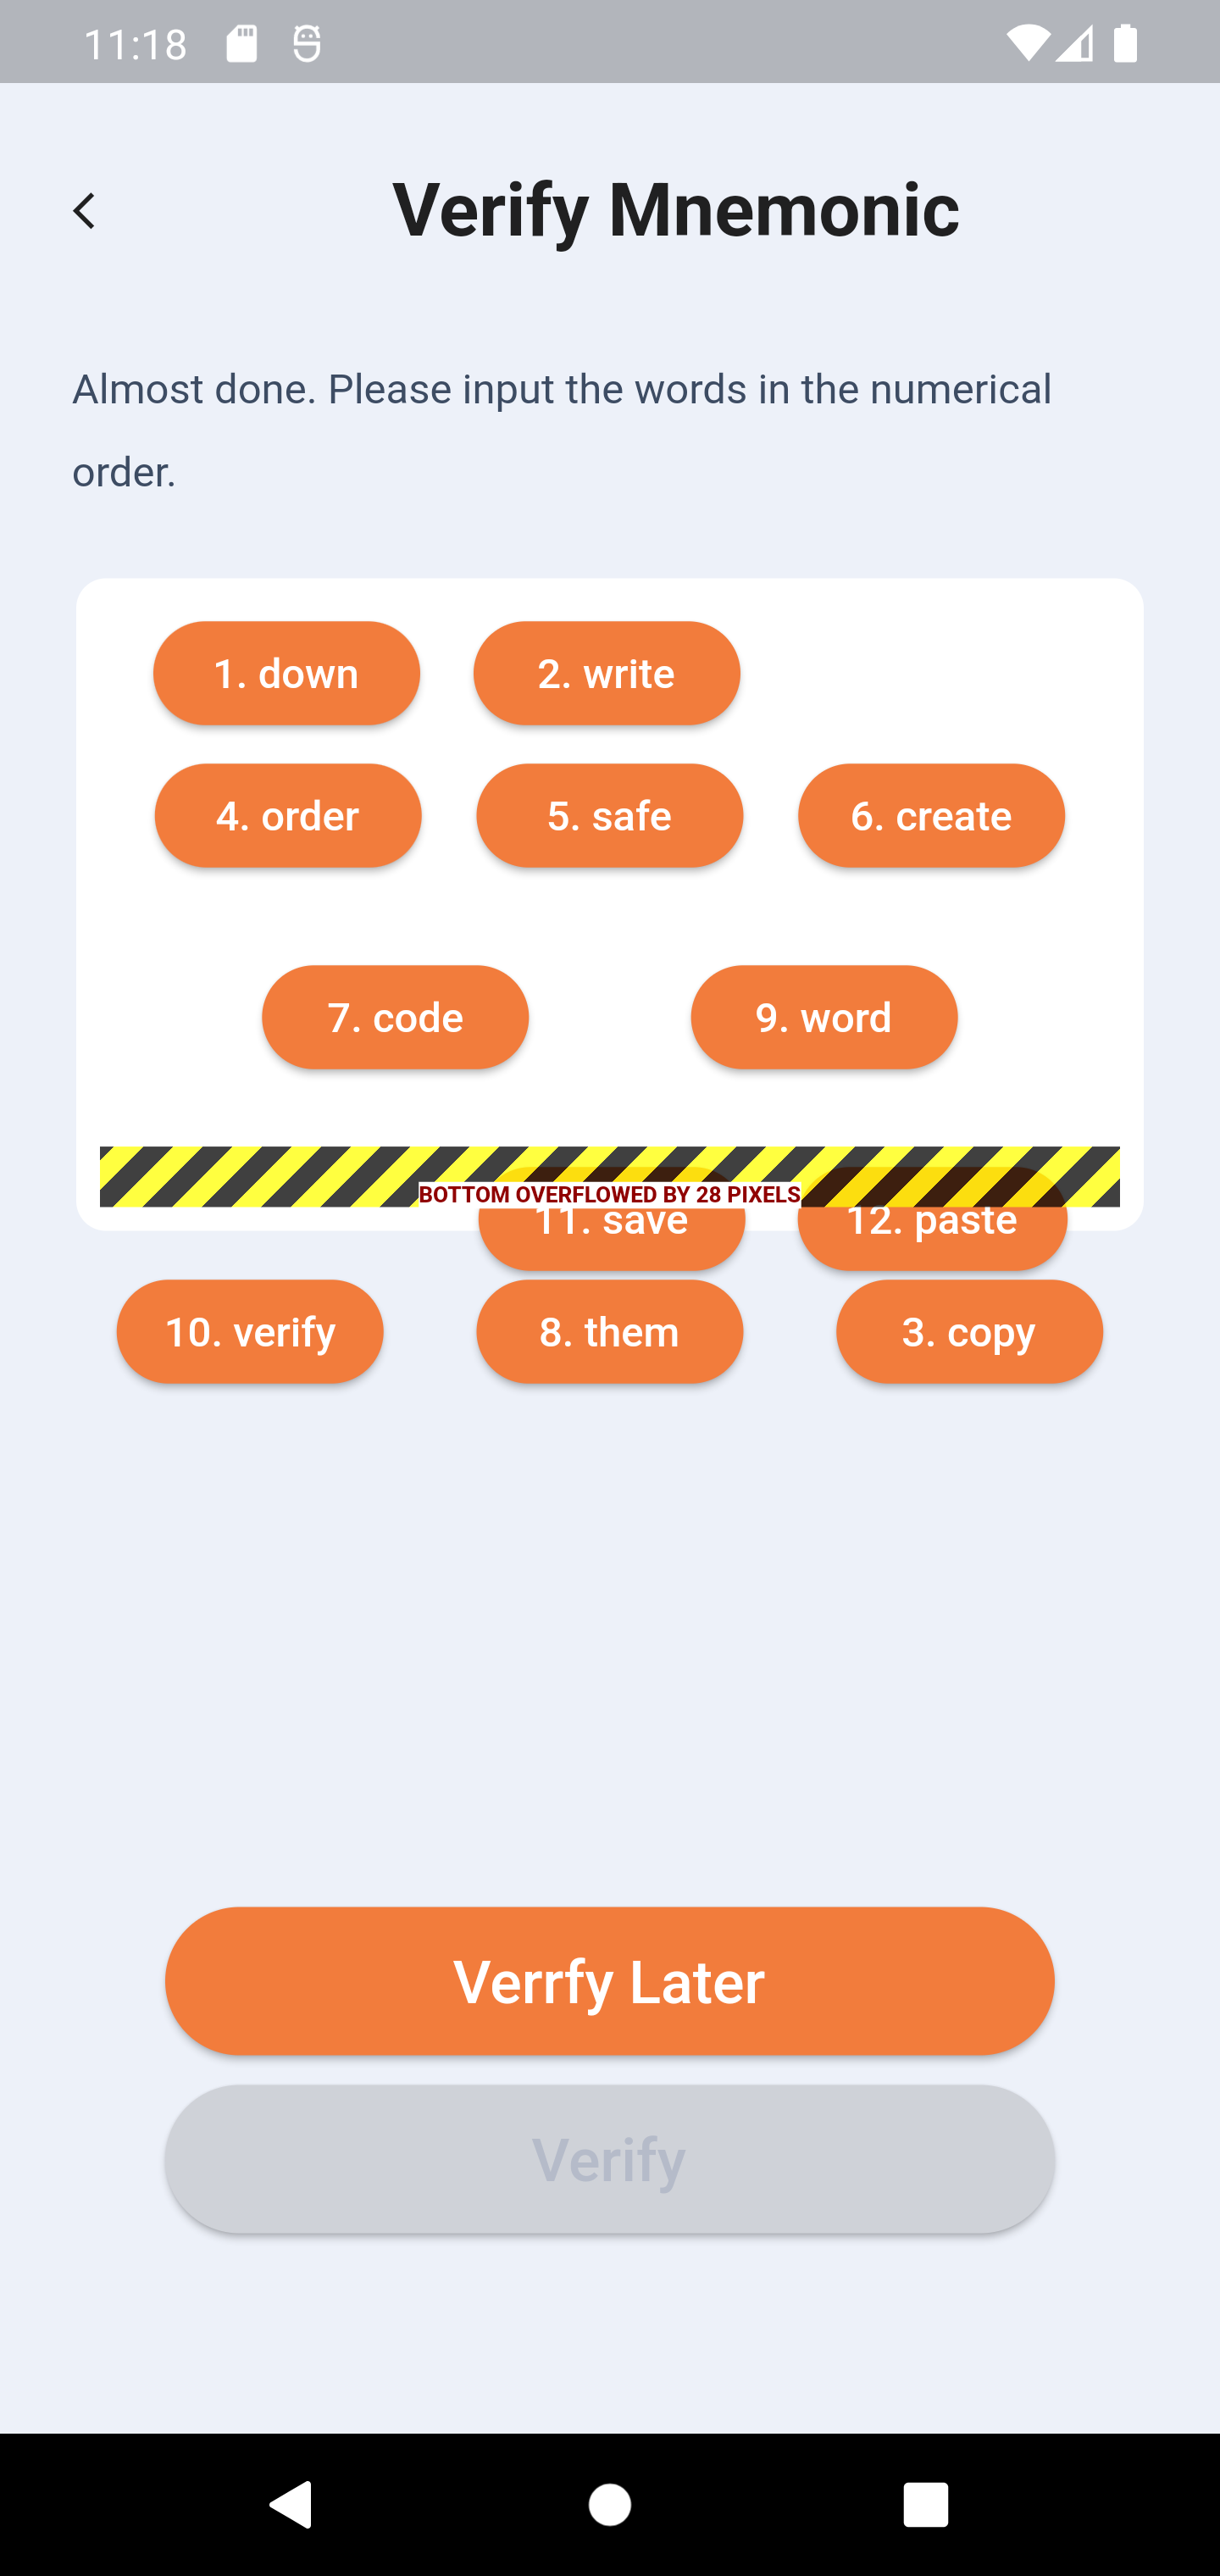 11:18
Verify Mnemonic
Almost done. Please input the words in the numerical
order.
1. down
2. write
4. order
5. safe
6. create
7. code
9. word
BOTTOM OVERFLOWED BY 28 PIXELS
11. save
12. paste
10. verify
8. them
3. copy
Verrfy Later
Verify